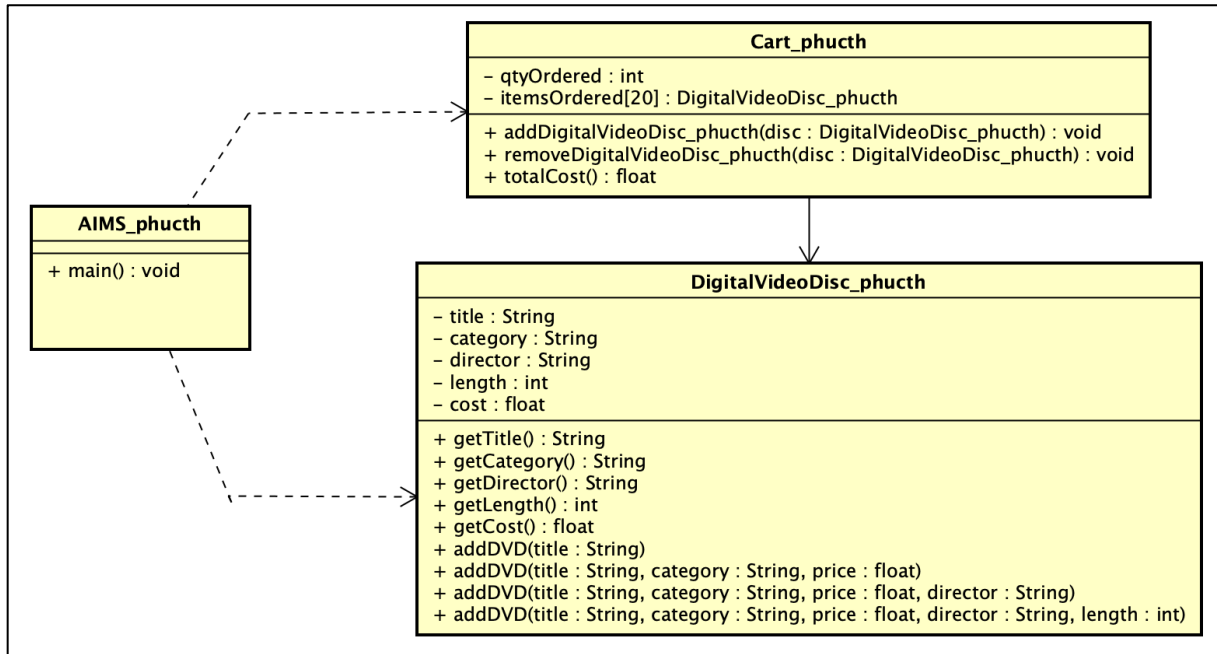 Cart_phucth
- qtyOrdered : int
- itemsOrdered[20] : DigitalVideoDisc_phucth
+ addDigitalVideoDisc_phucth(disc : DigitalVideoDisc_phucth) : void
+ removeDigitalVideoDisc_phucth(disc : DigitalVideoDisc_phucth) : void
+ totalCost() : float
AIMS_phucth
+ main() : void
DigitalVideoDisc_phucth
- title : String
- category : String
- director : String
- length : int
- cost : float
+ getTitle() : String
+ getCategory() : String
+ getDirector() : String
+ getLength() : int
+ getCost() : float
+ addDVD(title : String)
+ addDVD(title : String, category : String, price : float)
+ addDVD(title : String, category : String, price : float, director : String)
+ addDVD(title : String, category : String, price : float, director : String, length : int)